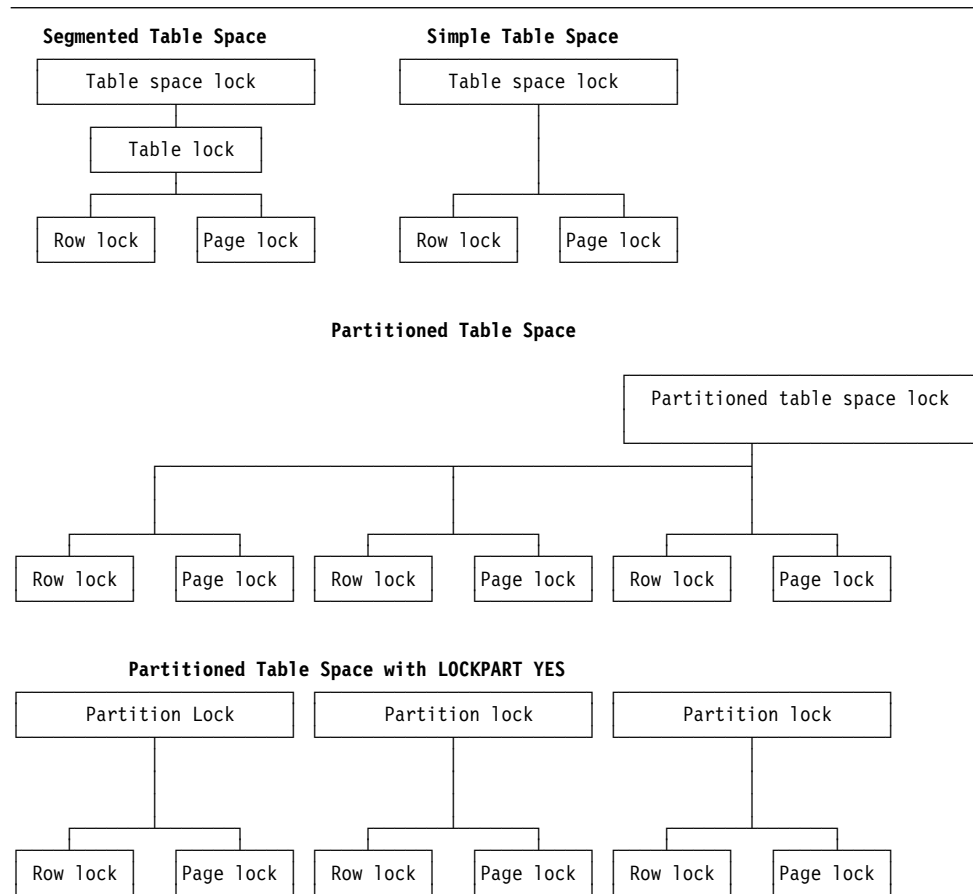 Segmented Table Space Simple Table Space
Table space lock Table space lock
Table lock
Row lock Page lock Row lock Page lock
Partitioned Table Space
Partitioned table space lock
Row lock Page lock Row lock Page lock Row lock Page lock
Partitioned Table Space with LOCKPART YES
Partition Lock Partition lock Partition lock
Row lock Page lock Row lock Page lock Row lock Page lock